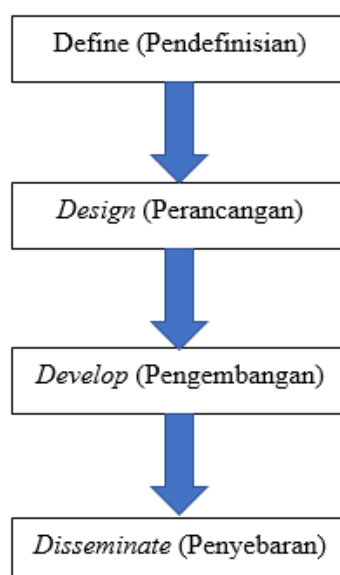 Define (Pendefinisian)
Design (Perancangan)
Develop (Pengembangan)
Disseminate (Penyebaran)